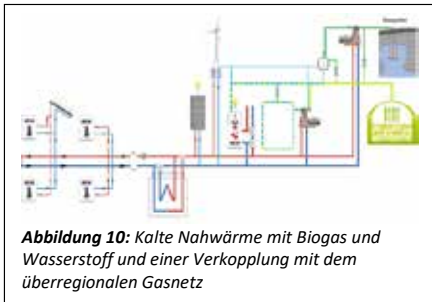 Abbildung 10: Kalte Nahwärme mit Biogas und
Wasserstoff und einer Verkopplung mit dem
überregionalen Gasnetz